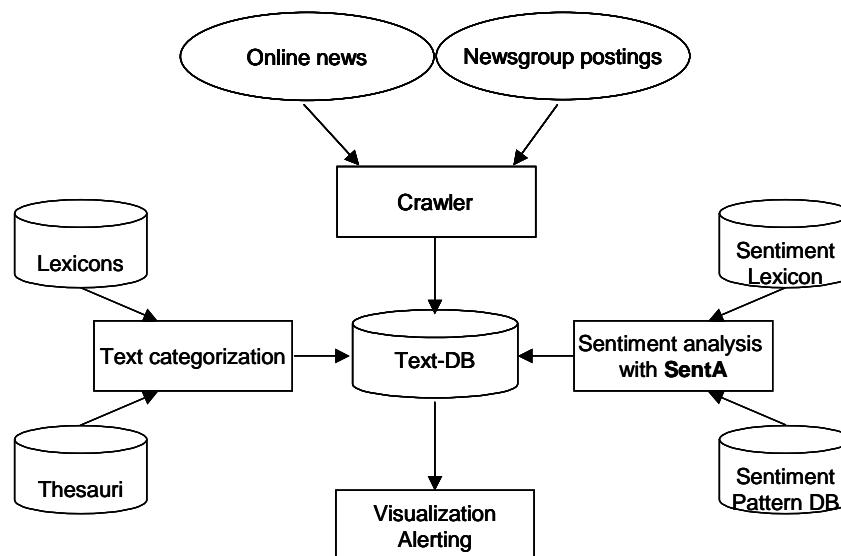 Online news
Newsgroup postings
Crawler
Lexicons
Sentiment
Lexicon
Text categorization
Text-DB
Sentiment analysis
with SentA
Thesauri
Sentiment
Pattern DB
Visualization
Alerting